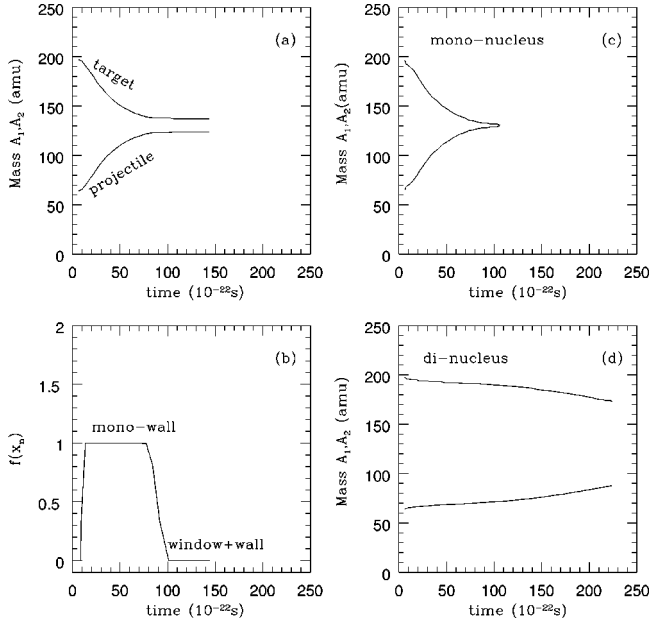 250
200
150
100
50
0
Mass A₁,A₂ (amu)
(a)
target
projectile
0 50 100 150 200 250
time (10⁻²²s)
250
200
150
100
50
0
Mass A₁,A₂(amu)
mono-nucleus (c)
0 50 100 150 200 250
time (10⁻²²s)
2
1.5
1
0.5
0
f(xₙ)
(b)
mono-wall
window+wall
0 50 100 150 200 250
time (10⁻²²s)
250
200
150
100
50
0
Mass A₁,A₂ (amu)
di-nucleus (d)
0 50 100 150 200 250
time (10⁻²²s)